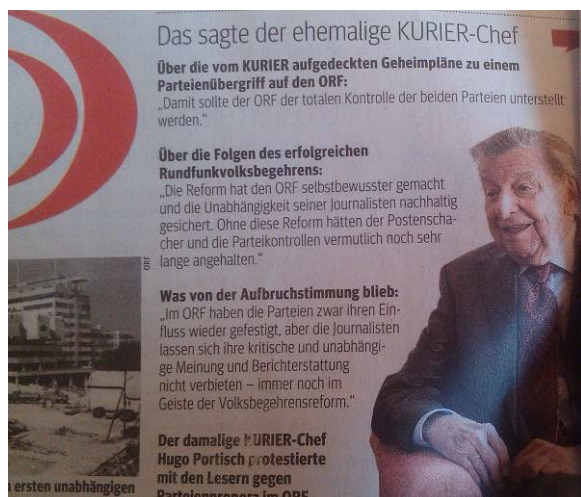 Das sagte der ehemalige KURIER-Chef
Über die vom KURIER aufgedeckten Geheimpläne zu einem
Parteienübergriff auf den ORF:
„Damit sollte der ORF der totalen Kontrolle der beiden Parteien unterstellt
werden.“
Über die Folgen des erfolgreichen
Rundfunkvolksbegehrens:
„Die Reform hat den ORF selbstbewusster gemacht
und die Unabhängigkeit seiner Journalisten nachhaltig
gesichert. Ohne diese Reform hätten der Postenscha-
cher und die Parteikontrollen vermutlich noch sehr
lange angehalten.“
Was von der Aufbruchstimmung blieb:
„Im ORF haben die Parteien zwar ihren Ein-
fluss wieder gefestigt, aber die Journalisten
lassen sich ihre kritische und unabhängi-
ge Meinung und Berichterstattung
nicht verbieten – immer noch im
Geiste der Volksbegehrensreform.“
Der damalige KURIER-Chef
Hugo Portisch protestierte
mit den Lesern gegen
Parteienproporz im ORF
ORF
ersten unabhängigen